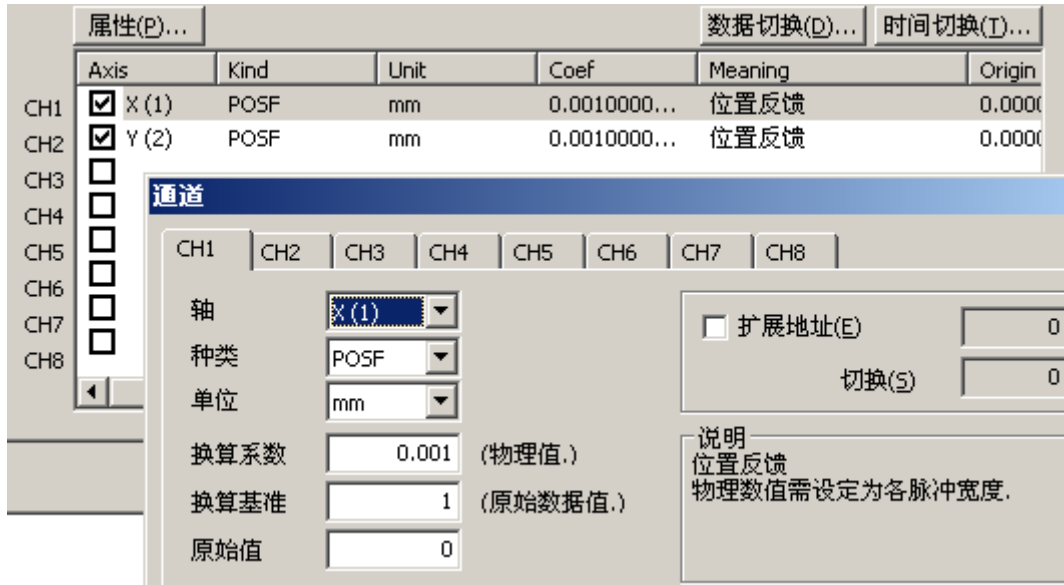 属性(P)... 数据切换(D)... 时间切换(T)...
Axis Kind Unit Coef Meaning Origin
CH1 X (1) POSF mm 0.0010000... 位置反馈 0.0000
CH2 Y (2) POSF mm 0.0010000... 位置反馈 0.0000
CH3
CH4
CH5
CH6
CH7
CH8
通道
CH1 CH2 CH3 CH4 CH5 CH6 CH7 CH8
轴 X (1)
扩展地址(E) 0
种类 POSF
切换(S) 0
单位 mm
说明
换算系数 0.001 (物理值.)
位置反馈
物理数值需设定为各脉冲宽度.
换算基准 1 (原始数据值.)
原始值 0